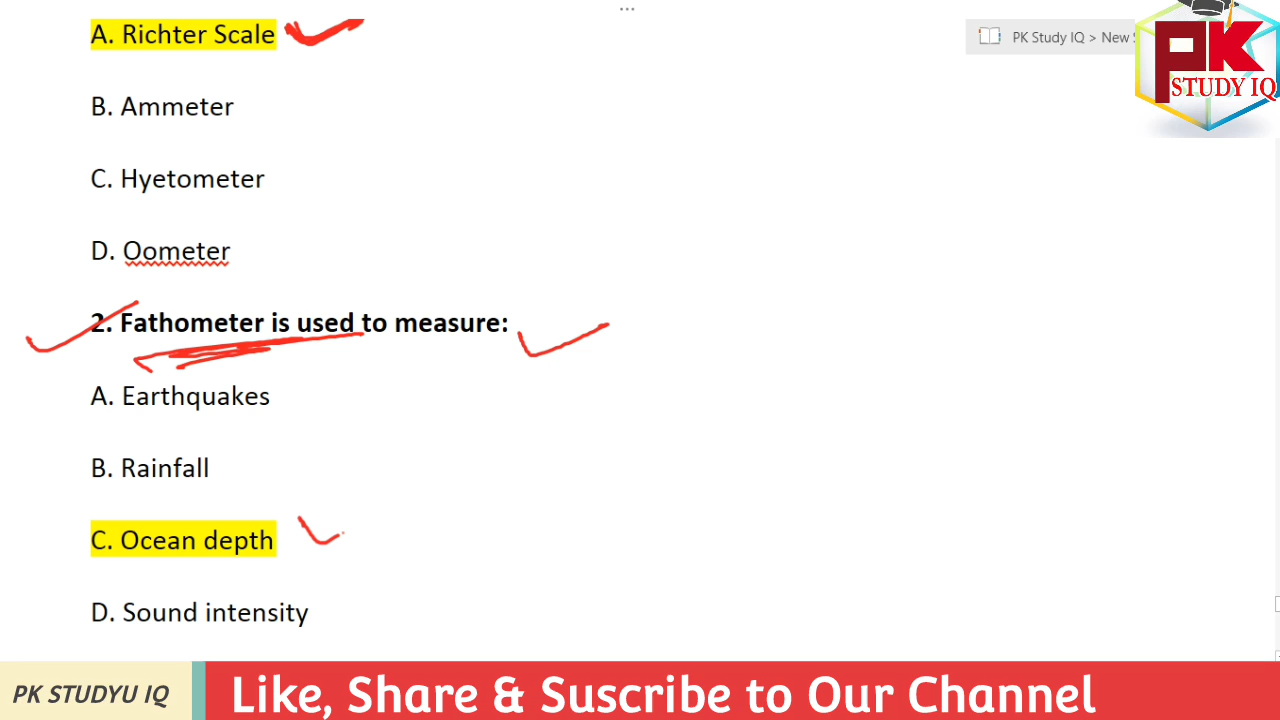 ...
A. Richter Scale
PK Study IQ > New
PK
STUDY IQ
B. Ammeter
C. Hyetometer
D. Oometer
2. Fathometer is used to measure:
A. Earthquakes
B. Rainfall
C. Ocean depth
D. Sound intensity
PK STUDYU IQ
Like, Share & Suscribe to Our Channel